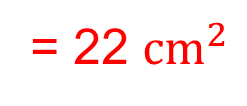 = 22 cm²